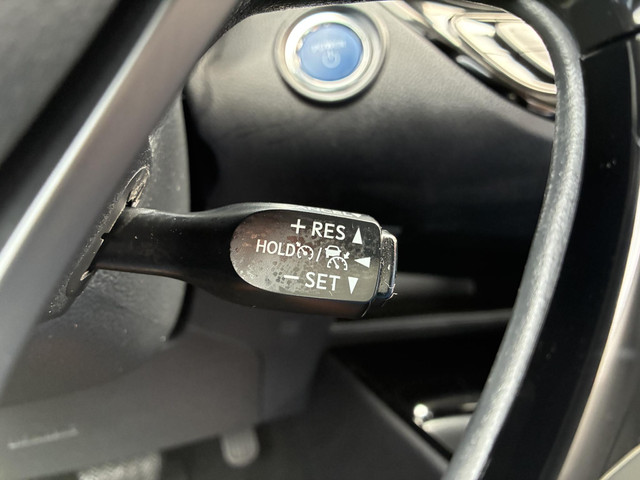 + RES ▲
HOLD / ◀
– SET ▼